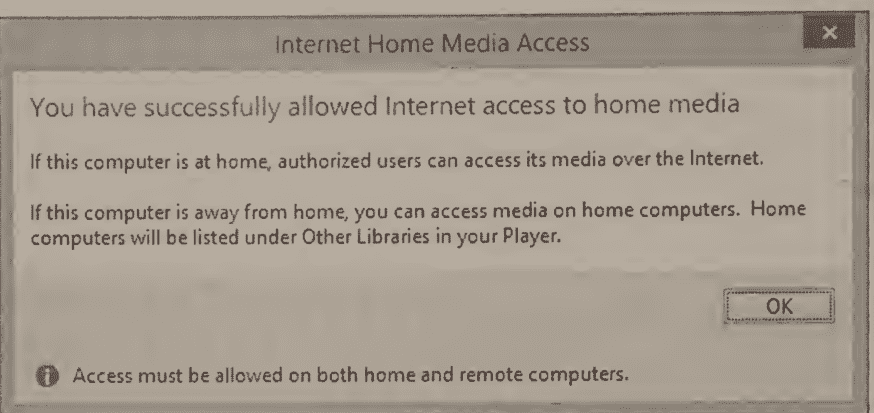 Internet Home Media Access
You have successfully allowed Internet access to home media
If this computer is at home, authorized users can access its media over the Internet.
If this computer is away from home, you can access media on home computers. Home
computers will be listed under Other Libraries in your Player.
OK
Access must be allowed on both home and remote computers.